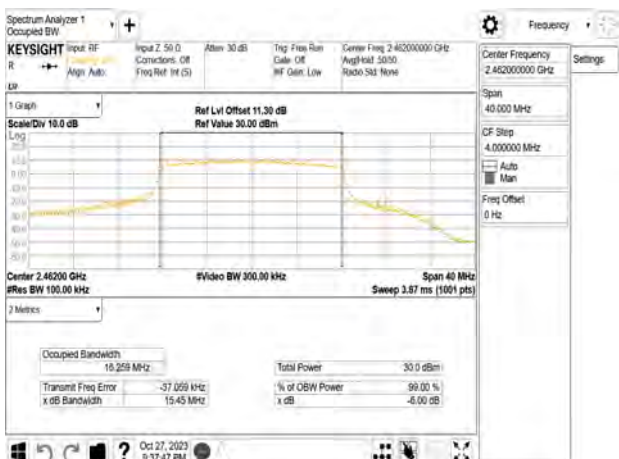 Spectrum Analyzer 1
Occupied BW
+
Frequency
KEYSIGHT
R
Input: RF
Align: Auto
Input Z: 50 Ω
Corrections: Off
Freq Ref: Int (S)
Atten: 30 dB
Trig: Free Run
Gate: Off
#IF Gain: Low
Center Freq: 2.462000000 GHz
Avg|Hold: 50/50
Radio Std: None
1 Graph
Scale/Div 10.0 dB
Log
Ref Lvl Offset 11.30 dB
Ref Value 30.00 dBm
Center 2.46200 GHz
#Res BW 100.00 kHz
#Video BW 300.00 kHz
Span 40 MHz
Sweep 3.87 ms (1001 pts)
2 Metrics
Occupied Bandwidth
16.259 MHz
Total Power
30.0 dBm
Transmit Freq Error
-37.059 kHz
% of OBW Power
99.00 %
x dB Bandwidth
15.45 MHz
x dB
-6.00 dB
Center Frequency
2.462000000 GHz
Settings
Span
40.000 MHz
CF Step
4.000000 MHz
Auto
Man
Freq Offset
0 Hz
?
Oct 27, 2023
9:37:47 PM